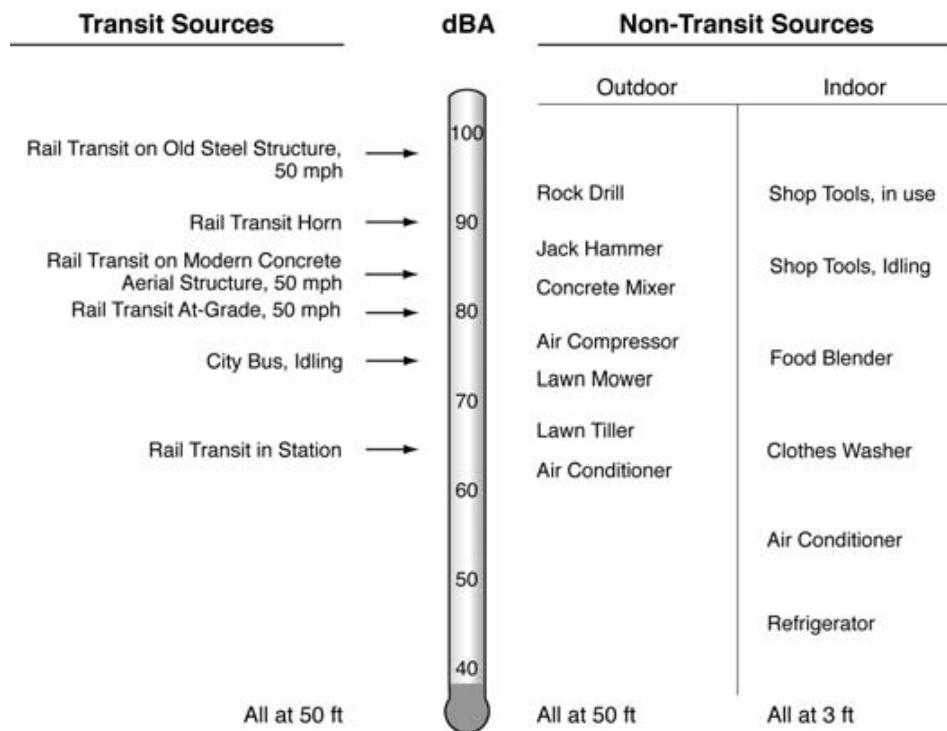 Transit Sources
dBA
Non-Transit Sources
Outdoor
Indoor
Rail Transit on Old Steel Structure,
50 mph
Rail Transit Horn
Rail Transit on Modern Concrete
Aerial Structure, 50 mph
Rail Transit At-Grade, 50 mph
City Bus, Idling
Rail Transit in Station
All at 50 ft
100
90
80
70
60
50
40
Rock Drill
Jack Hammer
Concrete Mixer
Air Compressor
Lawn Mower
Lawn Tiller
Air Conditioner
All at 50 ft
Shop Tools, in use
Shop Tools, Idling
Food Blender
Clothes Washer
Air Conditioner
Refrigerator
All at 3 ft